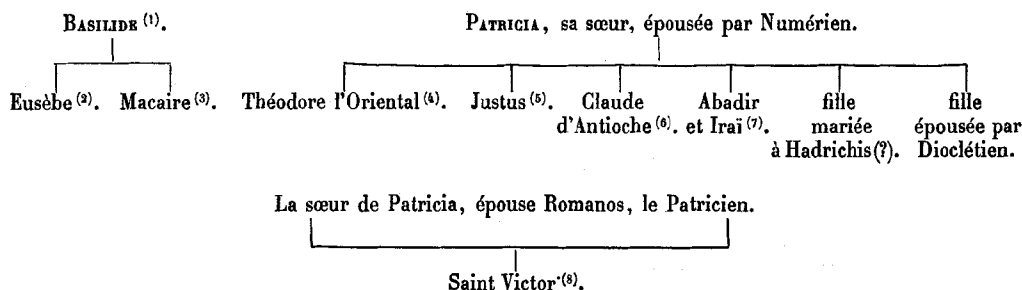 BASILIDE (1). PATRICIA, sa sœur, épousée par Numérien.
Eusèbe (2). Macaire (3). Théodore l'Oriental (4). Justus (5). Claude d'Antioche (6). Abadir et Iraï (7). fille mariée à Hadrichis (?). fille épousée par Dioclétien.
La sœur de Patricia, épouse Romanos, le Patricien.
Saint Victor (8).